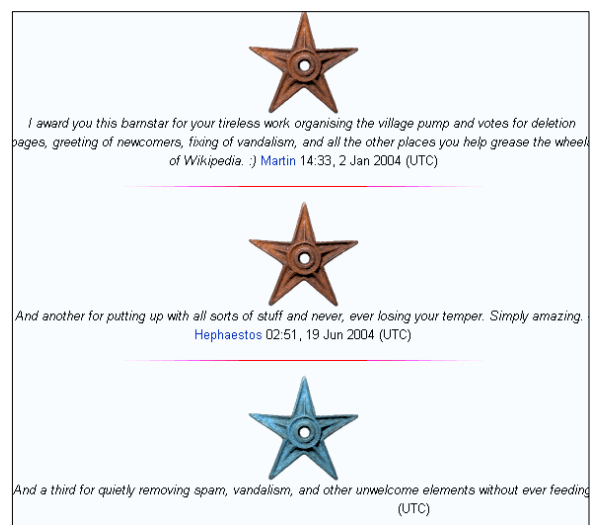 I award you this barnstar for your tireless work organising the village pump and votes for deletion
pages, greeting of newcomers, fixing of vandalism, and all the other places you help grease the wheels
of Wikipedia. :) Martin 14:33, 2 Jan 2004 (UTC)
And another for putting up with all sorts of stuff and never, ever losing your temper. Simply amazing. -
Hephaestos 02:51, 19 Jun 2004 (UTC)
And a third for quietly removing spam, vandalism, and other unwelcome elements without ever feeding
(UTC)